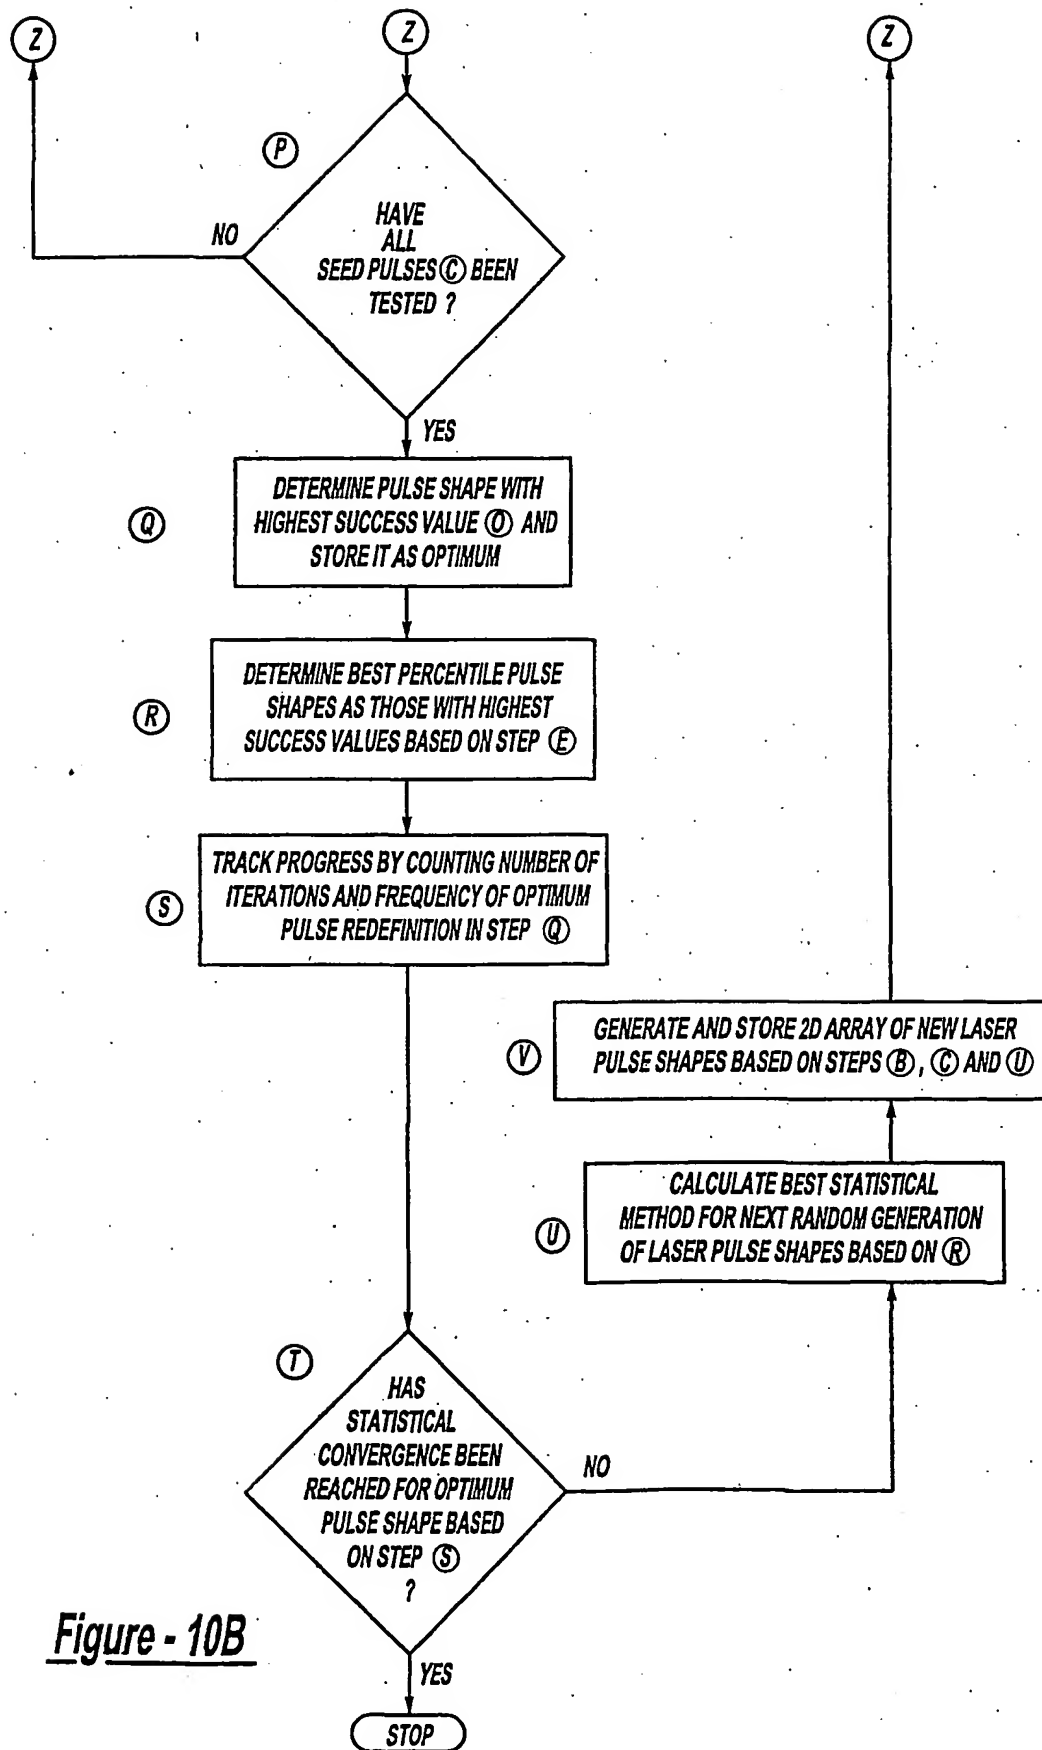 Z
Z
Z
P
HAVE
ALL
SEED PULSES C BEEN
TESTED ?
NO
YES
Q
DETERMINE PULSE SHAPE WITH
HIGHEST SUCCESS VALUE O AND
STORE IT AS OPTIMUM
R
DETERMINE BEST PERCENTILE PULSE
SHAPES AS THOSE WITH HIGHEST
SUCCESS VALUES BASED ON STEP E
S
TRACK PROGRESS BY COUNTING NUMBER OF
ITERATIONS AND FREQUENCY OF OPTIMUM
PULSE REDEFINITION IN STEP Q
V
GENERATE AND STORE 2D ARRAY OF NEW LASER
PULSE SHAPES BASED ON STEPS B, C AND U
U
CALCULATE BEST STATISTICAL
METHOD FOR NEXT RANDOM GENERATION
OF LASER PULSE SHAPES BASED ON R
T
HAS
STATISTICAL
CONVERGENCE BEEN
REACHED FOR OPTIMUM
PULSE SHAPE BASED
ON STEP S
?
NO
YES
STOP
Figure - 10B